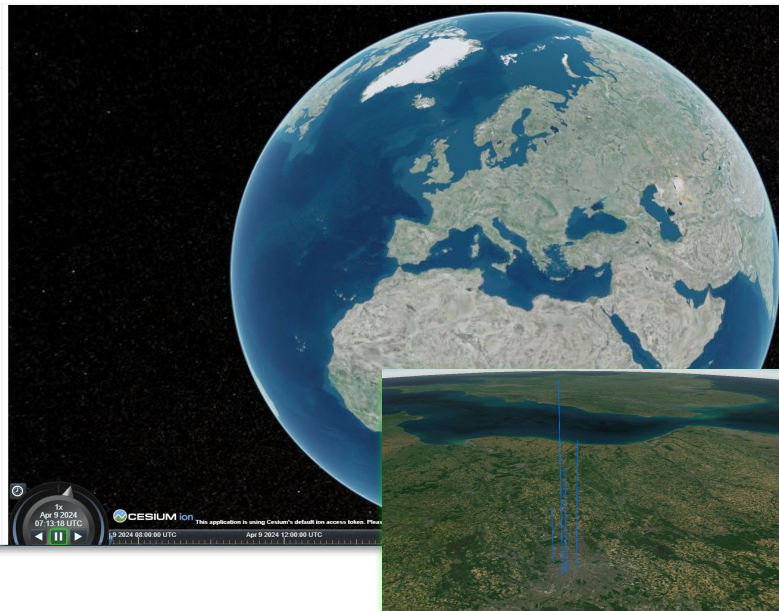 1x
Apr 9 2024
07:13:18 UTC
CESIUM ion
This application is using Cesium's default ion access token. Pleas
9 2024 08:00:00 UTC
Apr 9 2024 12:00:00 UTC